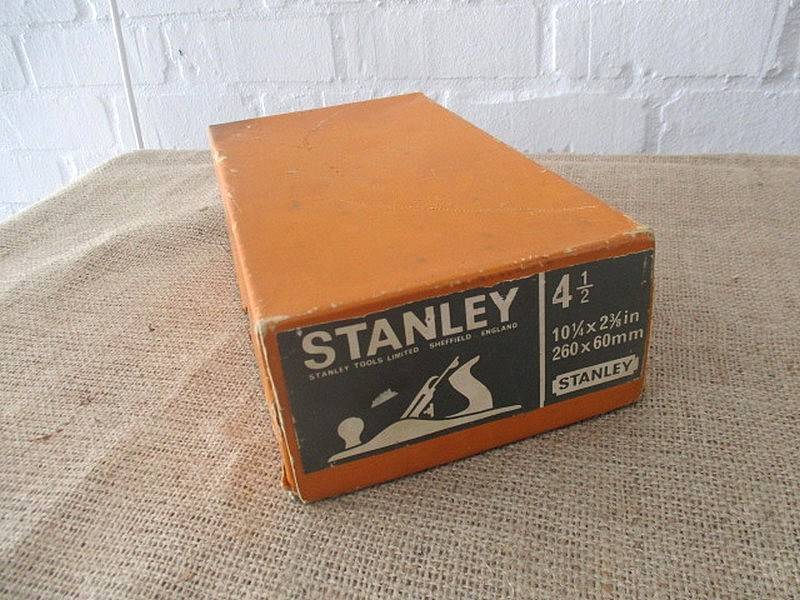 STANLEY
STANLEY TOOLS LIMITED SHEFFIELD ENGLAND
4 1/2
10¼ x 2⅜ in
260 x 60mm
STANLEY